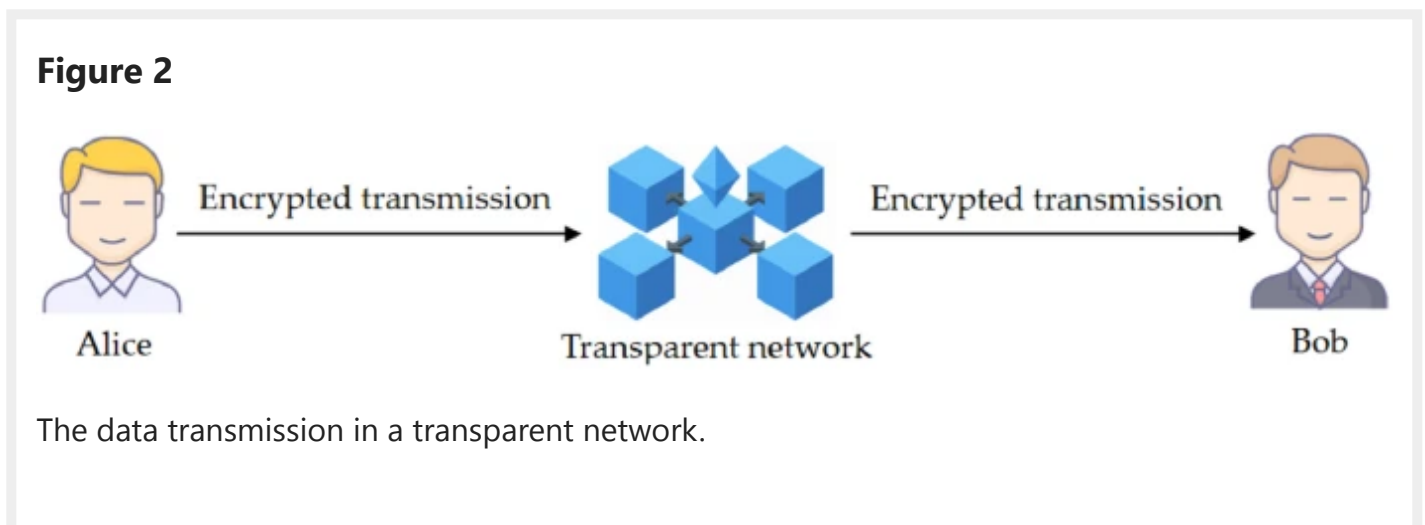 Figure 2
Encrypted transmission
Encrypted transmission
Alice
Transparent network
Bob
The data transmission in a transparent network.